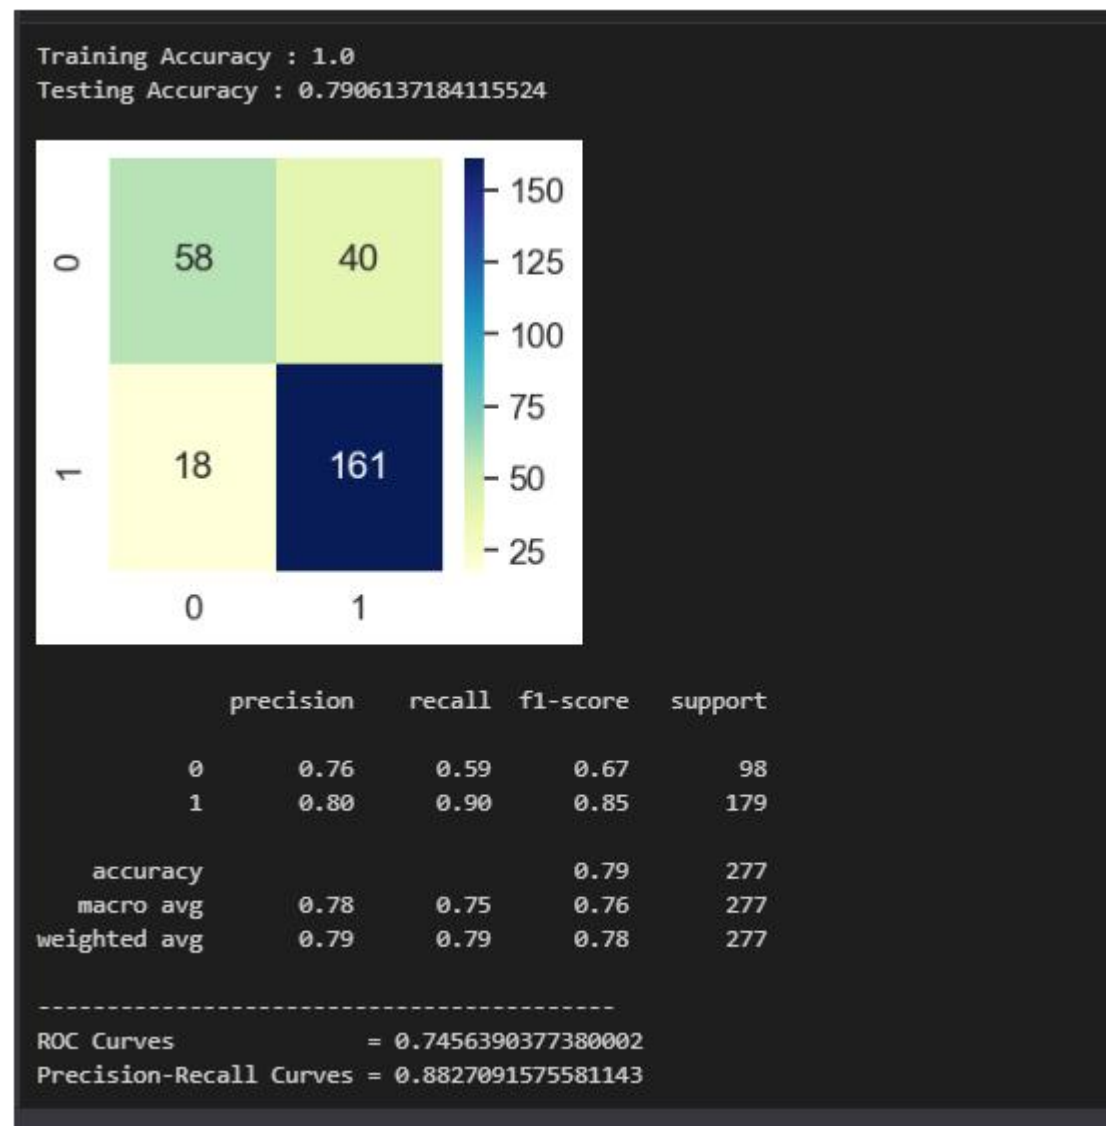 Training Accuracy : 1.0
Testing Accuracy : 0.7906137184115524
150
0 58 40 125
100
75
1 18 161 50
25
0 1
precision recall f1-score support
0 0.76 0.59 0.67 98
1 0.80 0.90 0.85 179
accuracy 0.79 277
macro avg 0.78 0.75 0.76 277
weighted avg 0.79 0.79 0.78 277
------------------------------------------
ROC Curves = 0.7456390377380002
Precision-Recall Curves = 0.8827091575581143